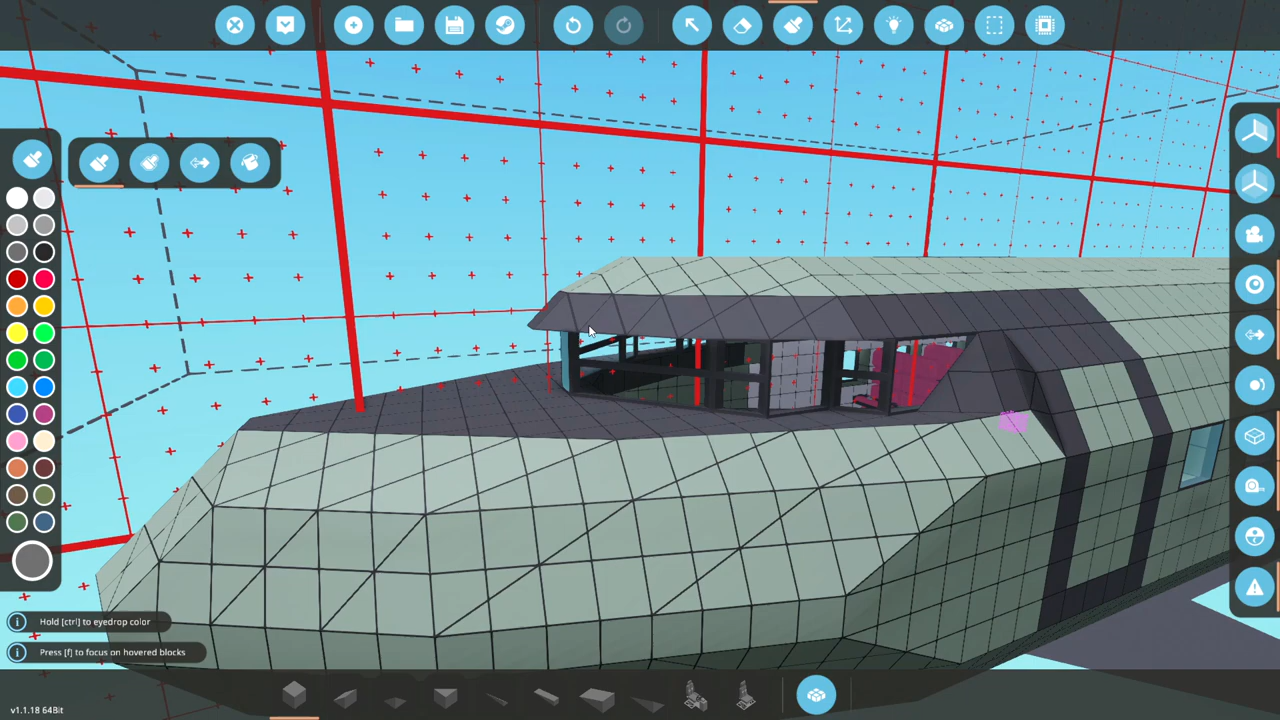 Hold [ctrl] to eyedrop color
Press [f] to focus on hovered blocks
v1.1.18 64Bit